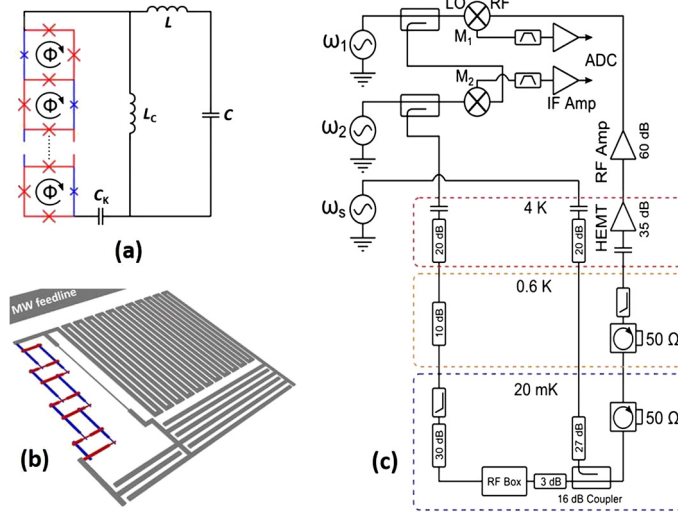 L
Φ
Φ
L_C
C
Φ
C_K
(a)
MW feedline
(b)
LO
RF
M₁
ω₁
ADC
M₂
IF Amp
ω₂
RF Amp
60 dB
ω_s
4 K
20 dB
20 dB
HEMT
35 dB
0.6 K
10 dB
50 Ω
20 mK
50 Ω
30 dB
27 dB
(c)
RF Box
3 dB
16 dB Coupler